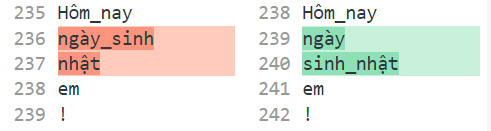 235 Hôm_nay
236 ngày_sinh
237 nhật
238 em
239 !
238 Hôm_nay
239 ngày
240 sinh_nhật
241 em
242 !